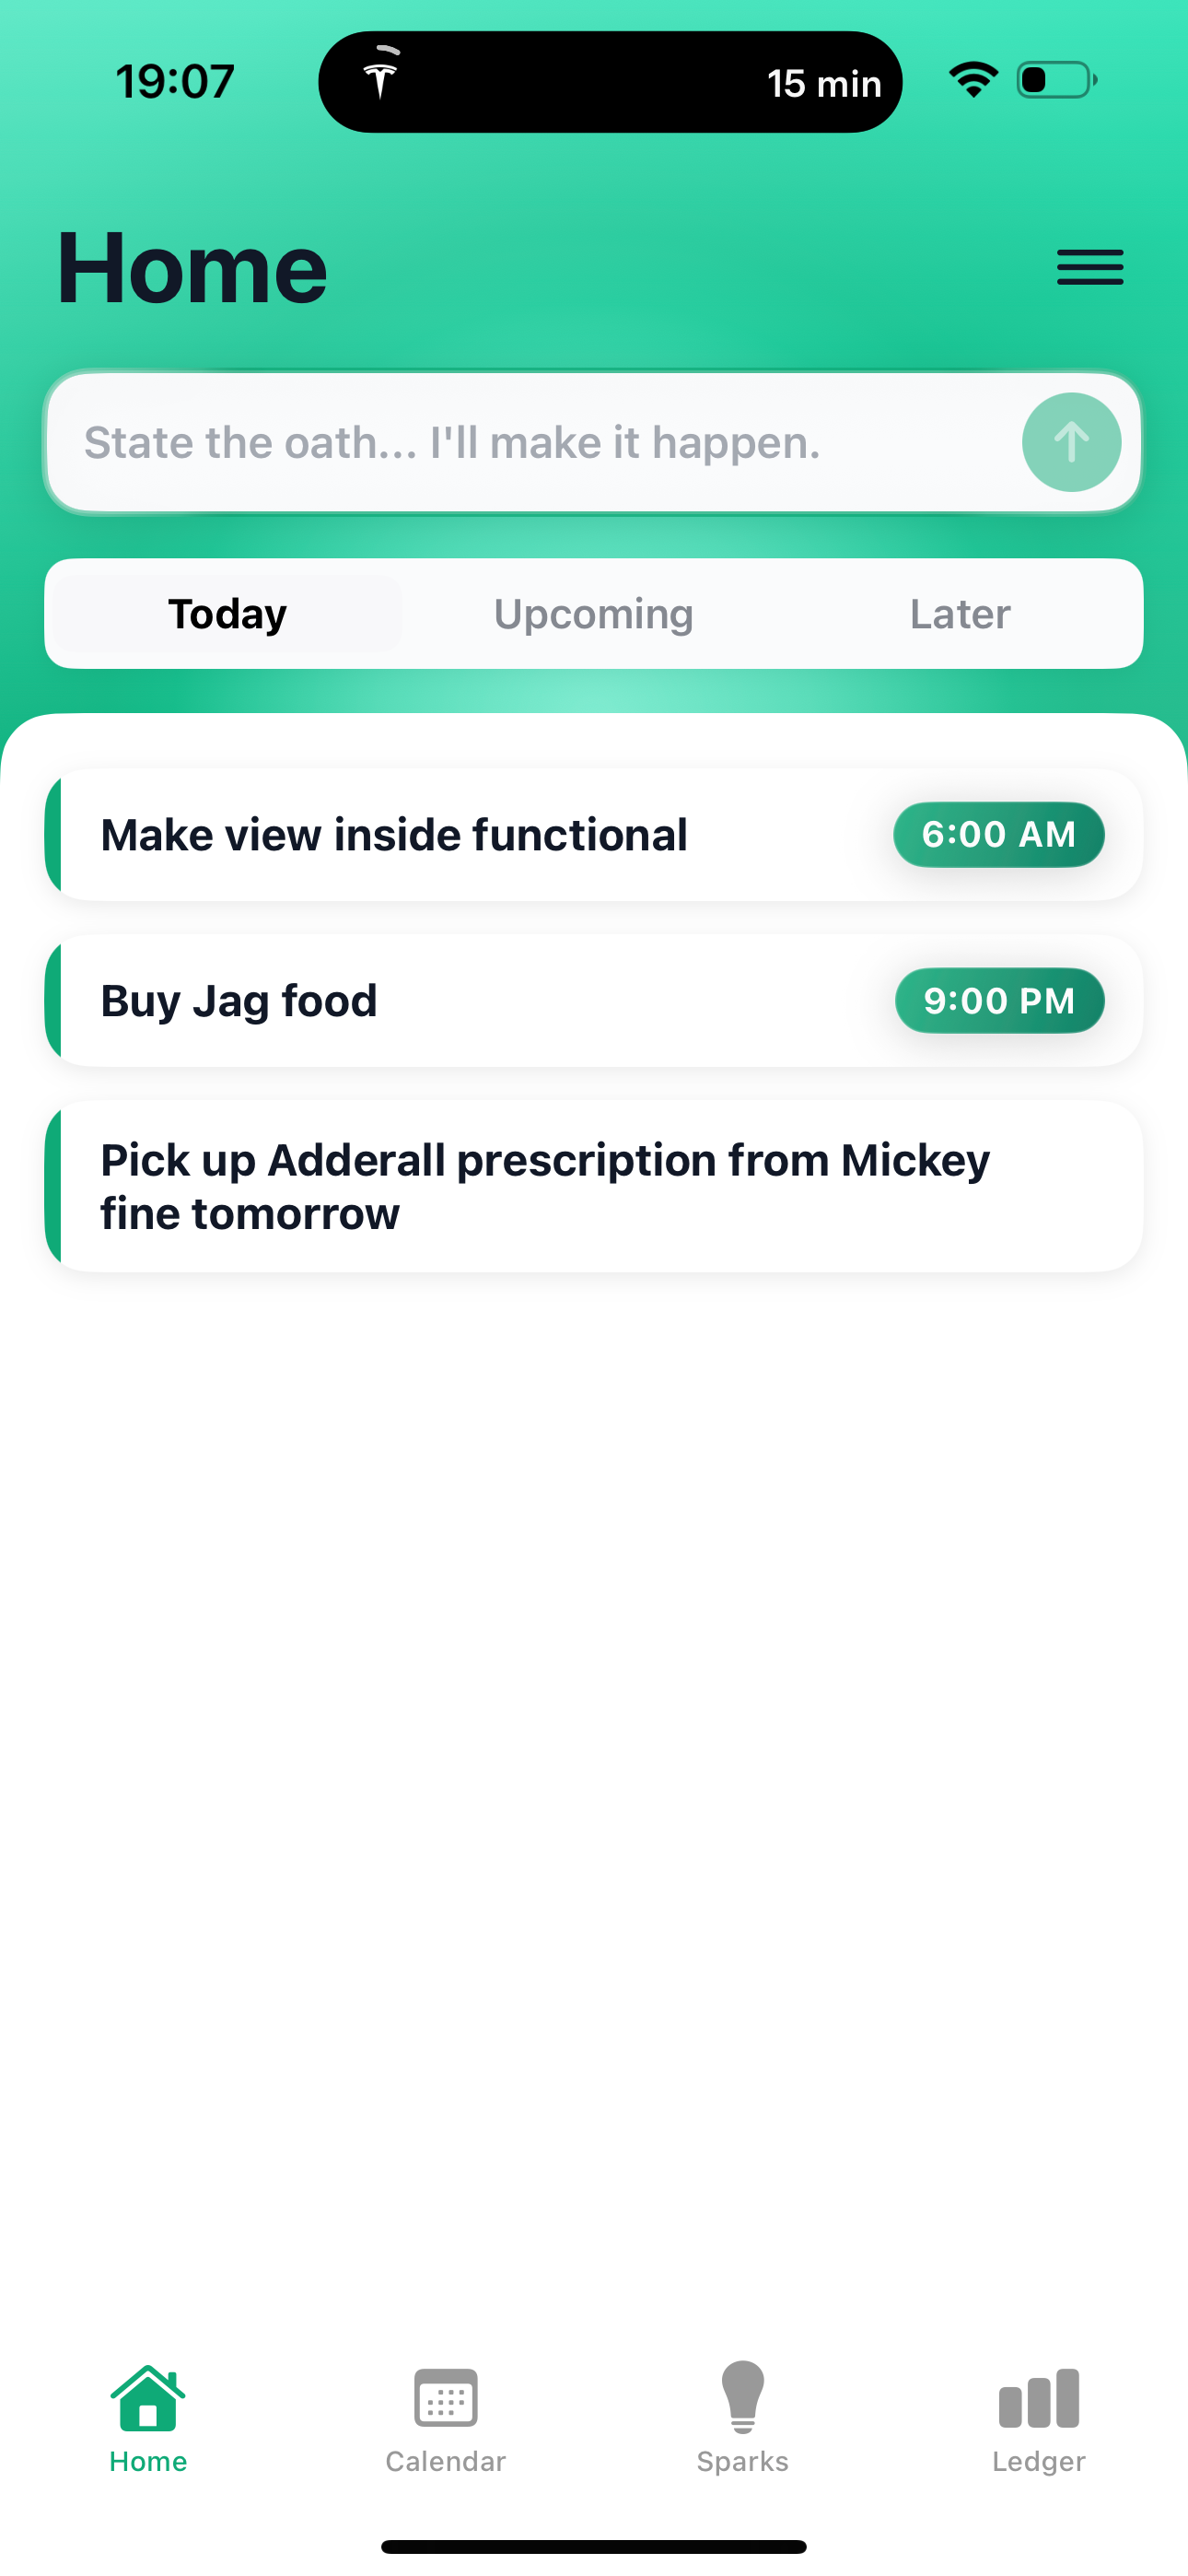 19:07
15 min
Home
State the oath... I'll make it happen.
Today
Upcoming
Later
Make view inside functional
6:00 AM
Buy Jag food
9:00 PM
Pick up Adderall prescription from Mickey
fine tomorrow
Home
Calendar
Sparks
Ledger